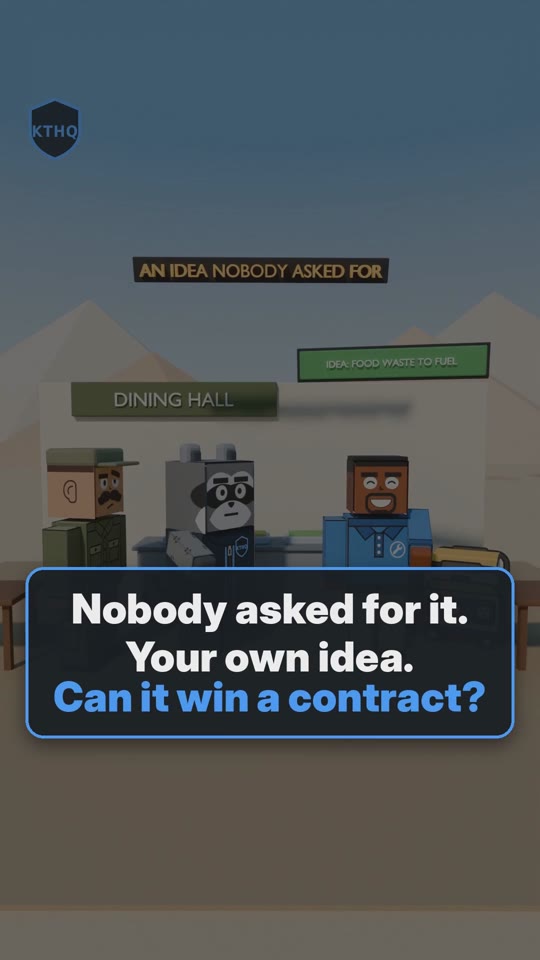 KTHQ
AN IDEA NOBODY ASKED FOR
IDEA: FOOD WASTE TO FUEL
DINING HALL
Nobody asked for it.
Your own idea.
Can it win a contract?